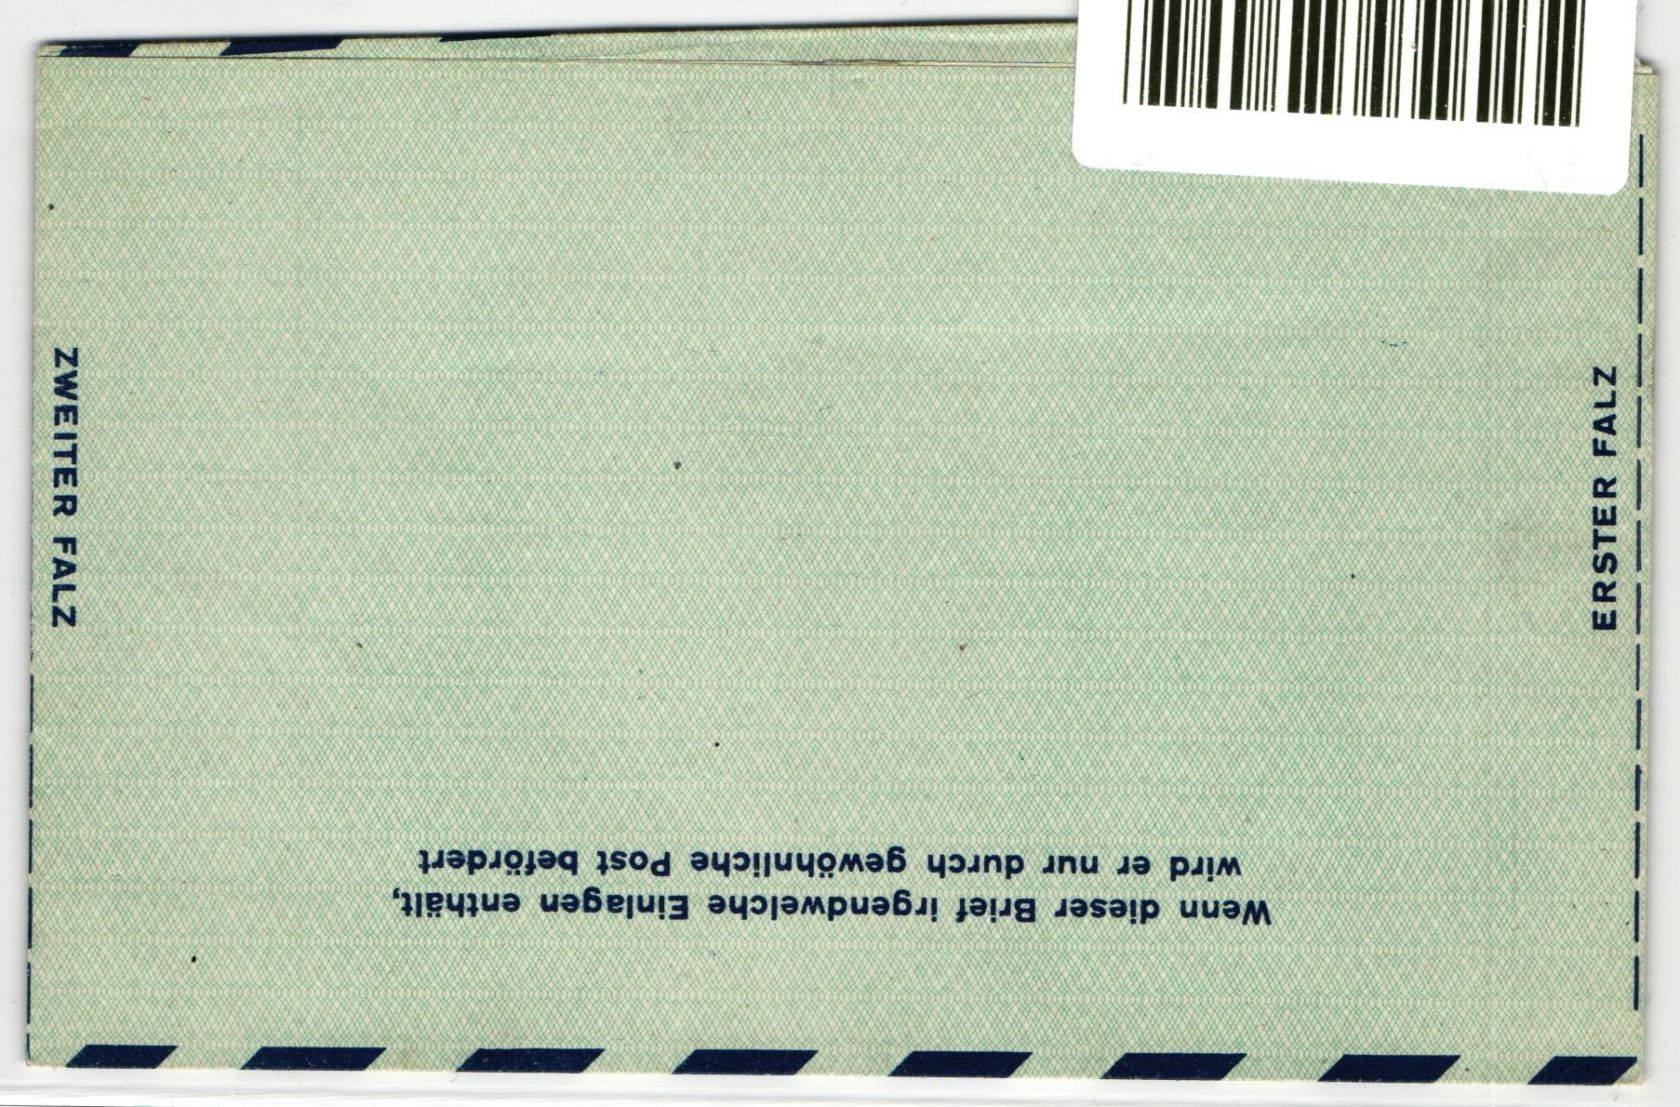 Wenn dieser Brief irgendwelche Einlagen enthält,
wird er nur durch gewöhnliche Post befördert
ZWEITER FALZ
ERSTER FALZ